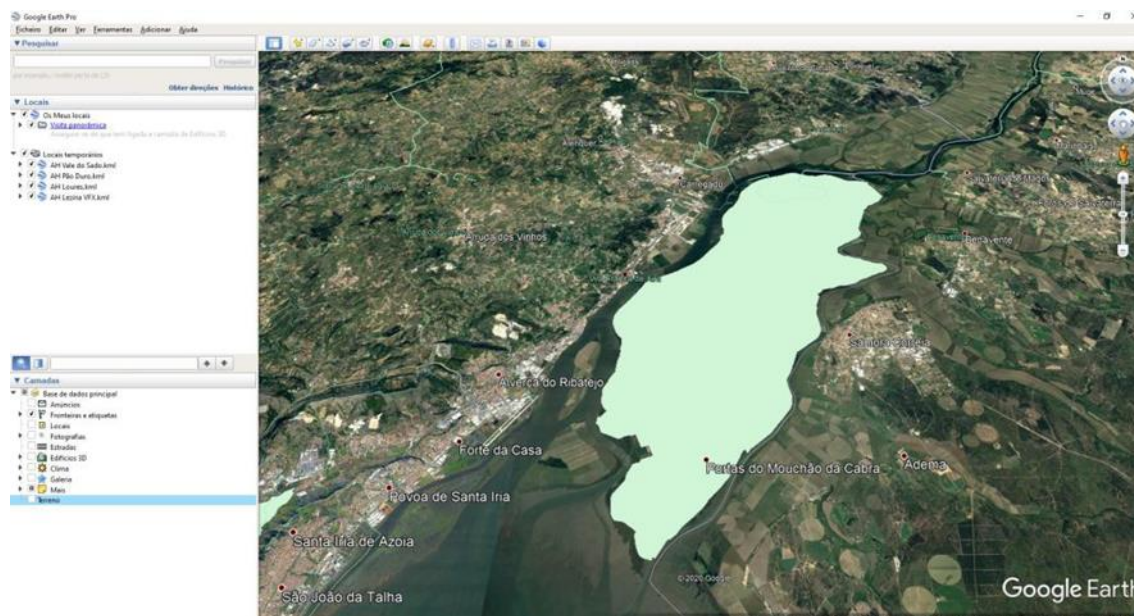 Google Earth Pro
Ficheiro Editar Ver Ferramentas Adicionar Ajuda
Pesquisar
Pesquisar
Obter direções Histórico
Locais
Os Meus locais
Visita panorâmica
Locais temporários
AH Vale do Sado.kml
AH Pão Duro.kml
AH Loures.kml
AH Lezíria VFX.kml
Camadas
Base de dados principal
Anúncios
Fronteiras e etiquetas
Locais
Fotografias
Estradas
Edifícios 3D
Clima
Galeria
Mais
Terreno
Alenquer
Carregado
Salvaterra de Magos
Arruda dos Vinhos
Benavente
Samora Correia
Alverca do Ribatejo
Forte da Casa
Portas do Mouchão da Cabra
Adema
Póvoa de Santa Iria
Santa Iria de Azoia
São João da Talha
© 2020 Google
Google Earth